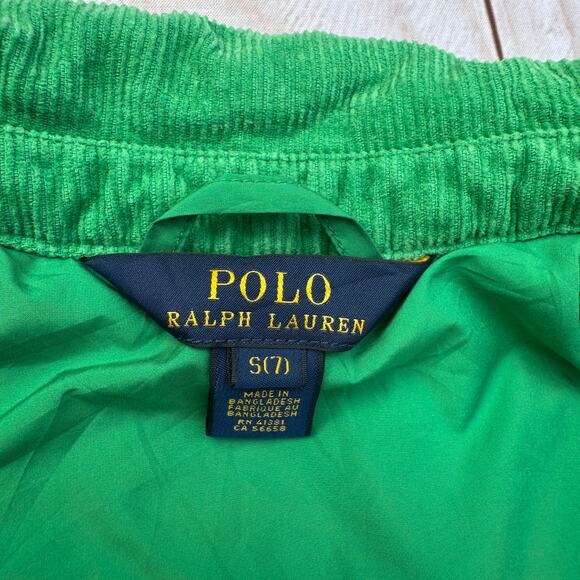 POLO
RALPH LAUREN
S(7)
MADE IN
BANGLADESH
FABRIQUE AU
BANGLADESH
RN 41381
CA 56658